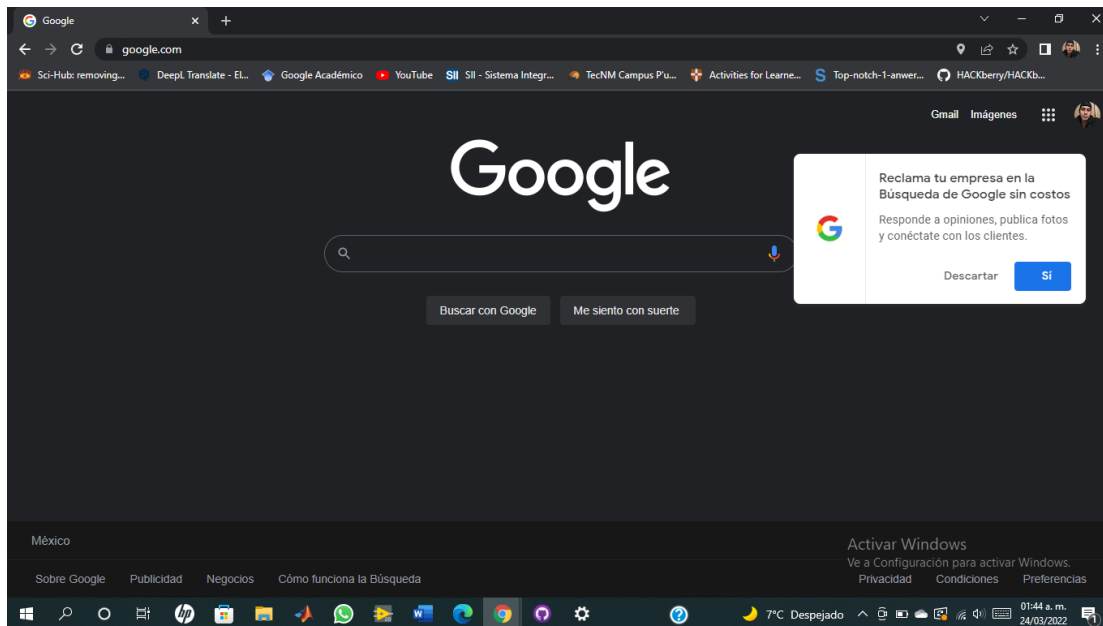 Google
google.com
Sci-Hub: removing... DeepL Translate - El... Google Académico YouTube SII SII - Sistema Integr... TecNM Campus P'u... Activities for Learne... S Top-notch-1-anwer... HACKberry/HACKb...
Gmail Imágenes
Google
Reclama tu empresa en la
Búsqueda de Google sin costos
Responde a opiniones, publica fotos
y conéctate con los clientes.
Descartar Sí
Buscar con Google Me siento con suerte
México
Activar Windows
Ve a Configuración para activar Windows.
Sobre Google Publicidad Negocios Cómo funciona la Búsqueda Privacidad Condiciones Preferencias
hp
7°C Despejado
01:44 a. m.
24/03/2022
1